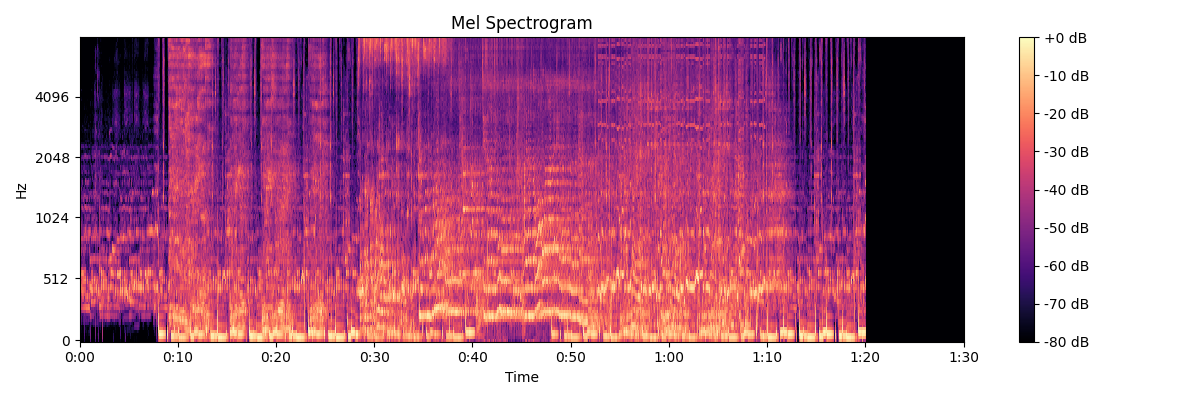 Mel Spectrogram
+0 dB
-10 dB
-20 dB
-30 dB
-40 dB
-50 dB
-60 dB
-70 dB
-80 dB
Hz
4096
2048
1024
512
0
0:00 0:10 0:20 0:30 0:40 0:50 1:00 1:10 1:20 1:30
Time